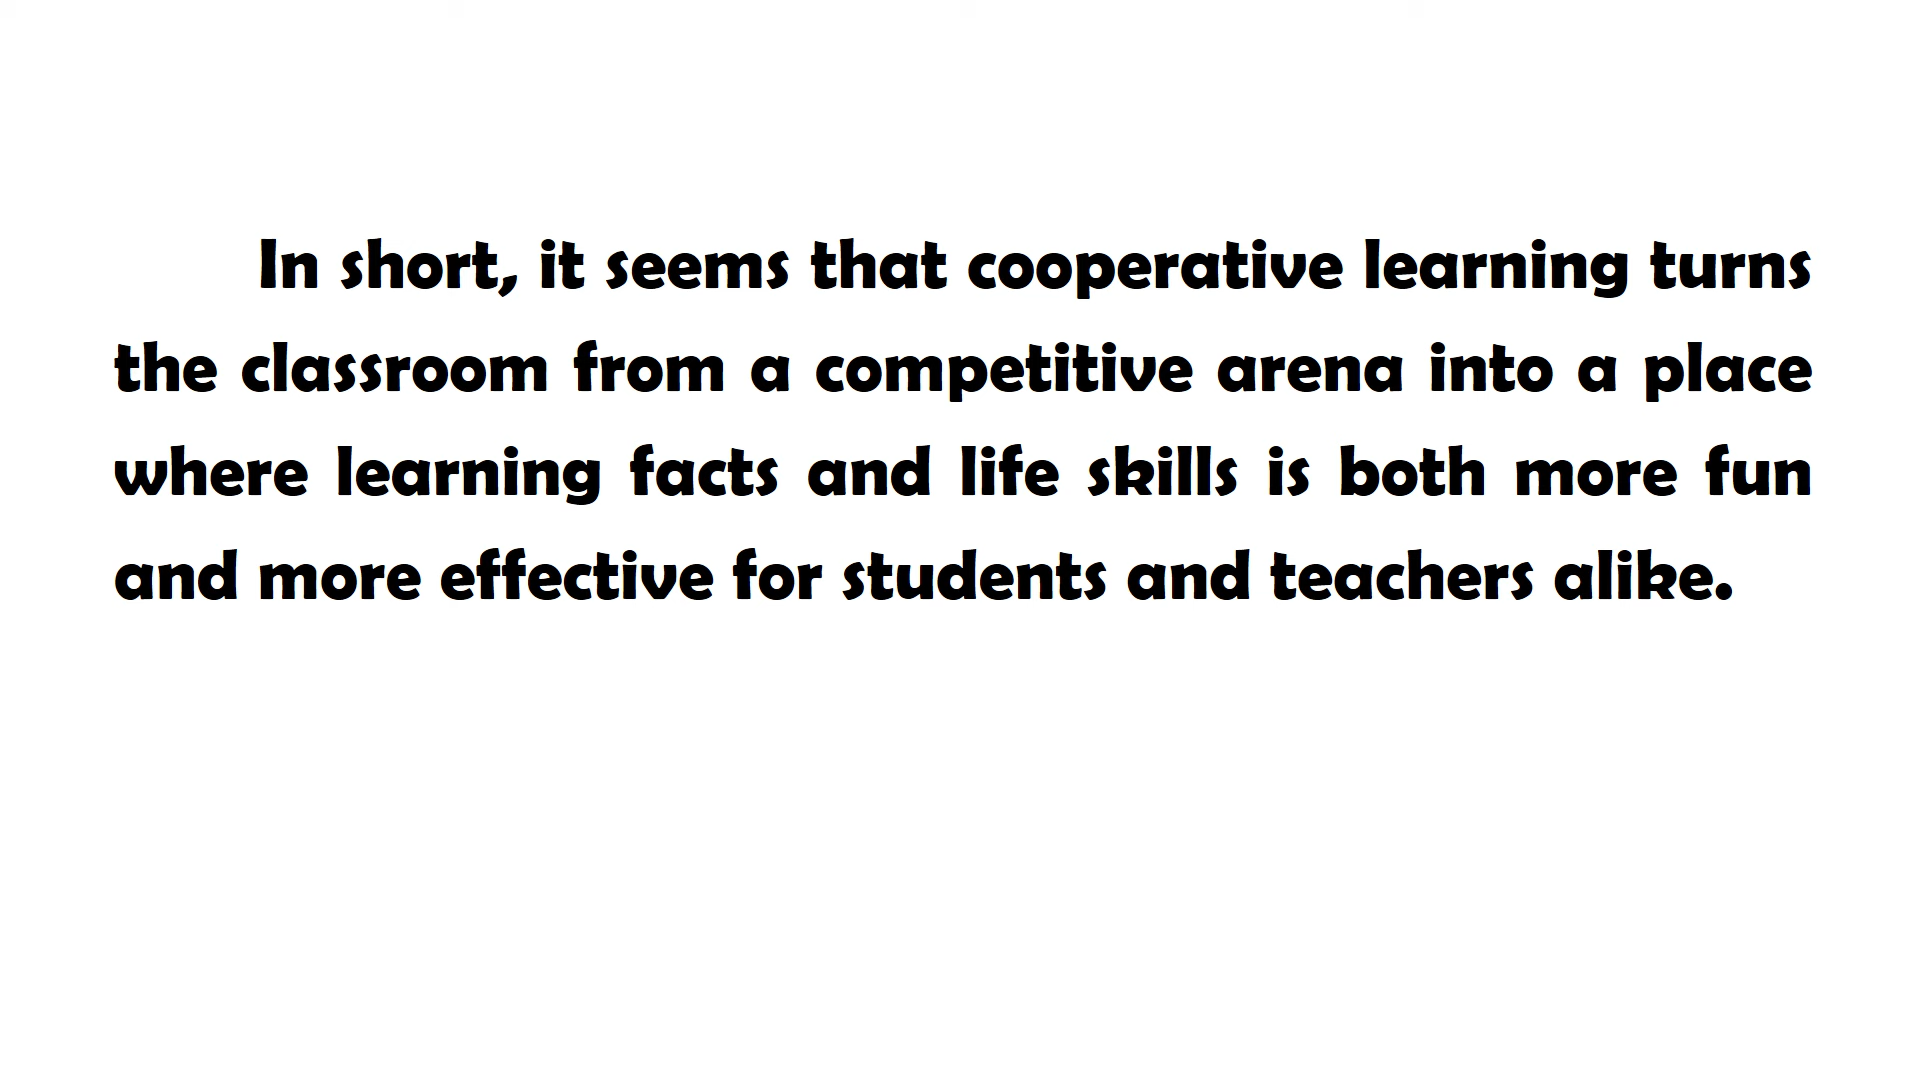 In short, it seems that cooperative learning turns
the classroom from a competitive arena into a place
where learning facts and life skills is both more fun
and more effective for students and teachers alike.